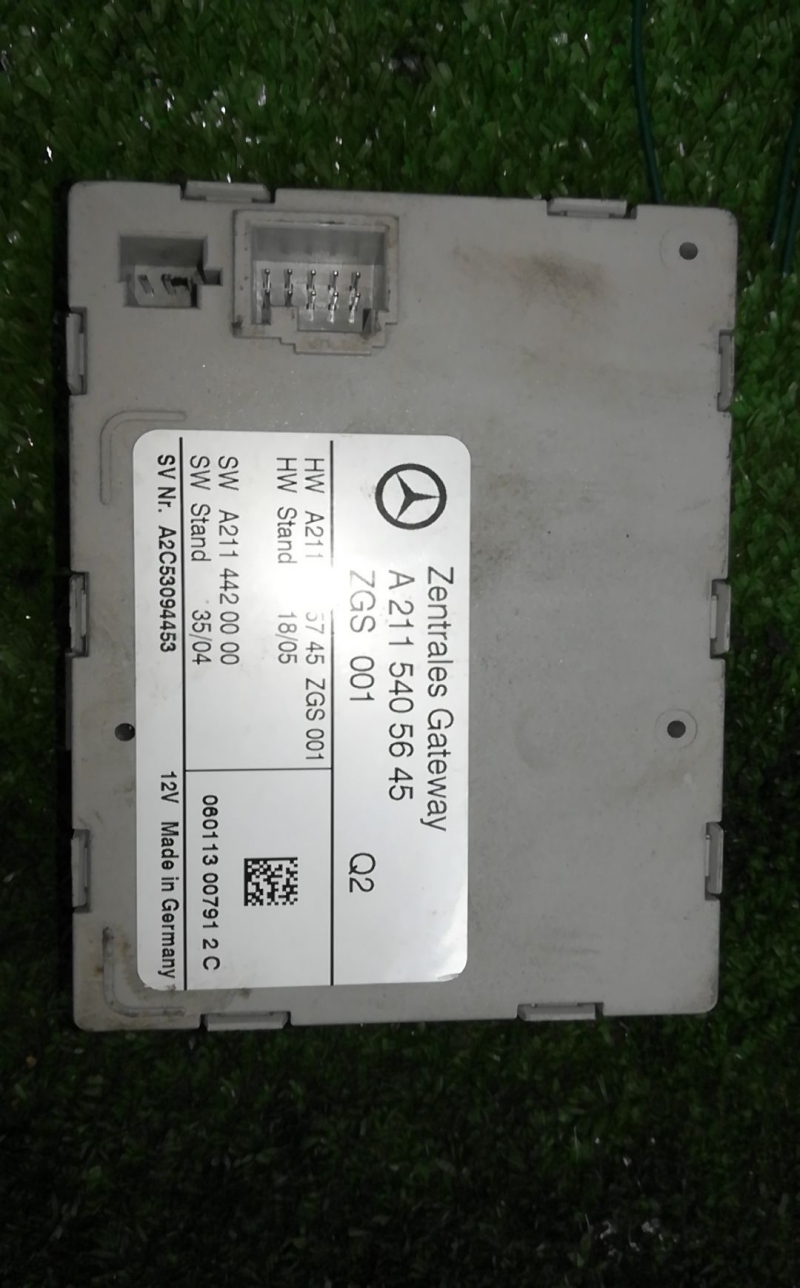 Zentrales Gateway
A 211 540 56 45
ZGS 001
Q2
HW A211 57 45 ZGS 001
HW Stand 18/05
SW A211 442 00 00
SW Stand 35/04
060113 00791 2 C
SV Nr. A2C53094453
12V Made in Germany